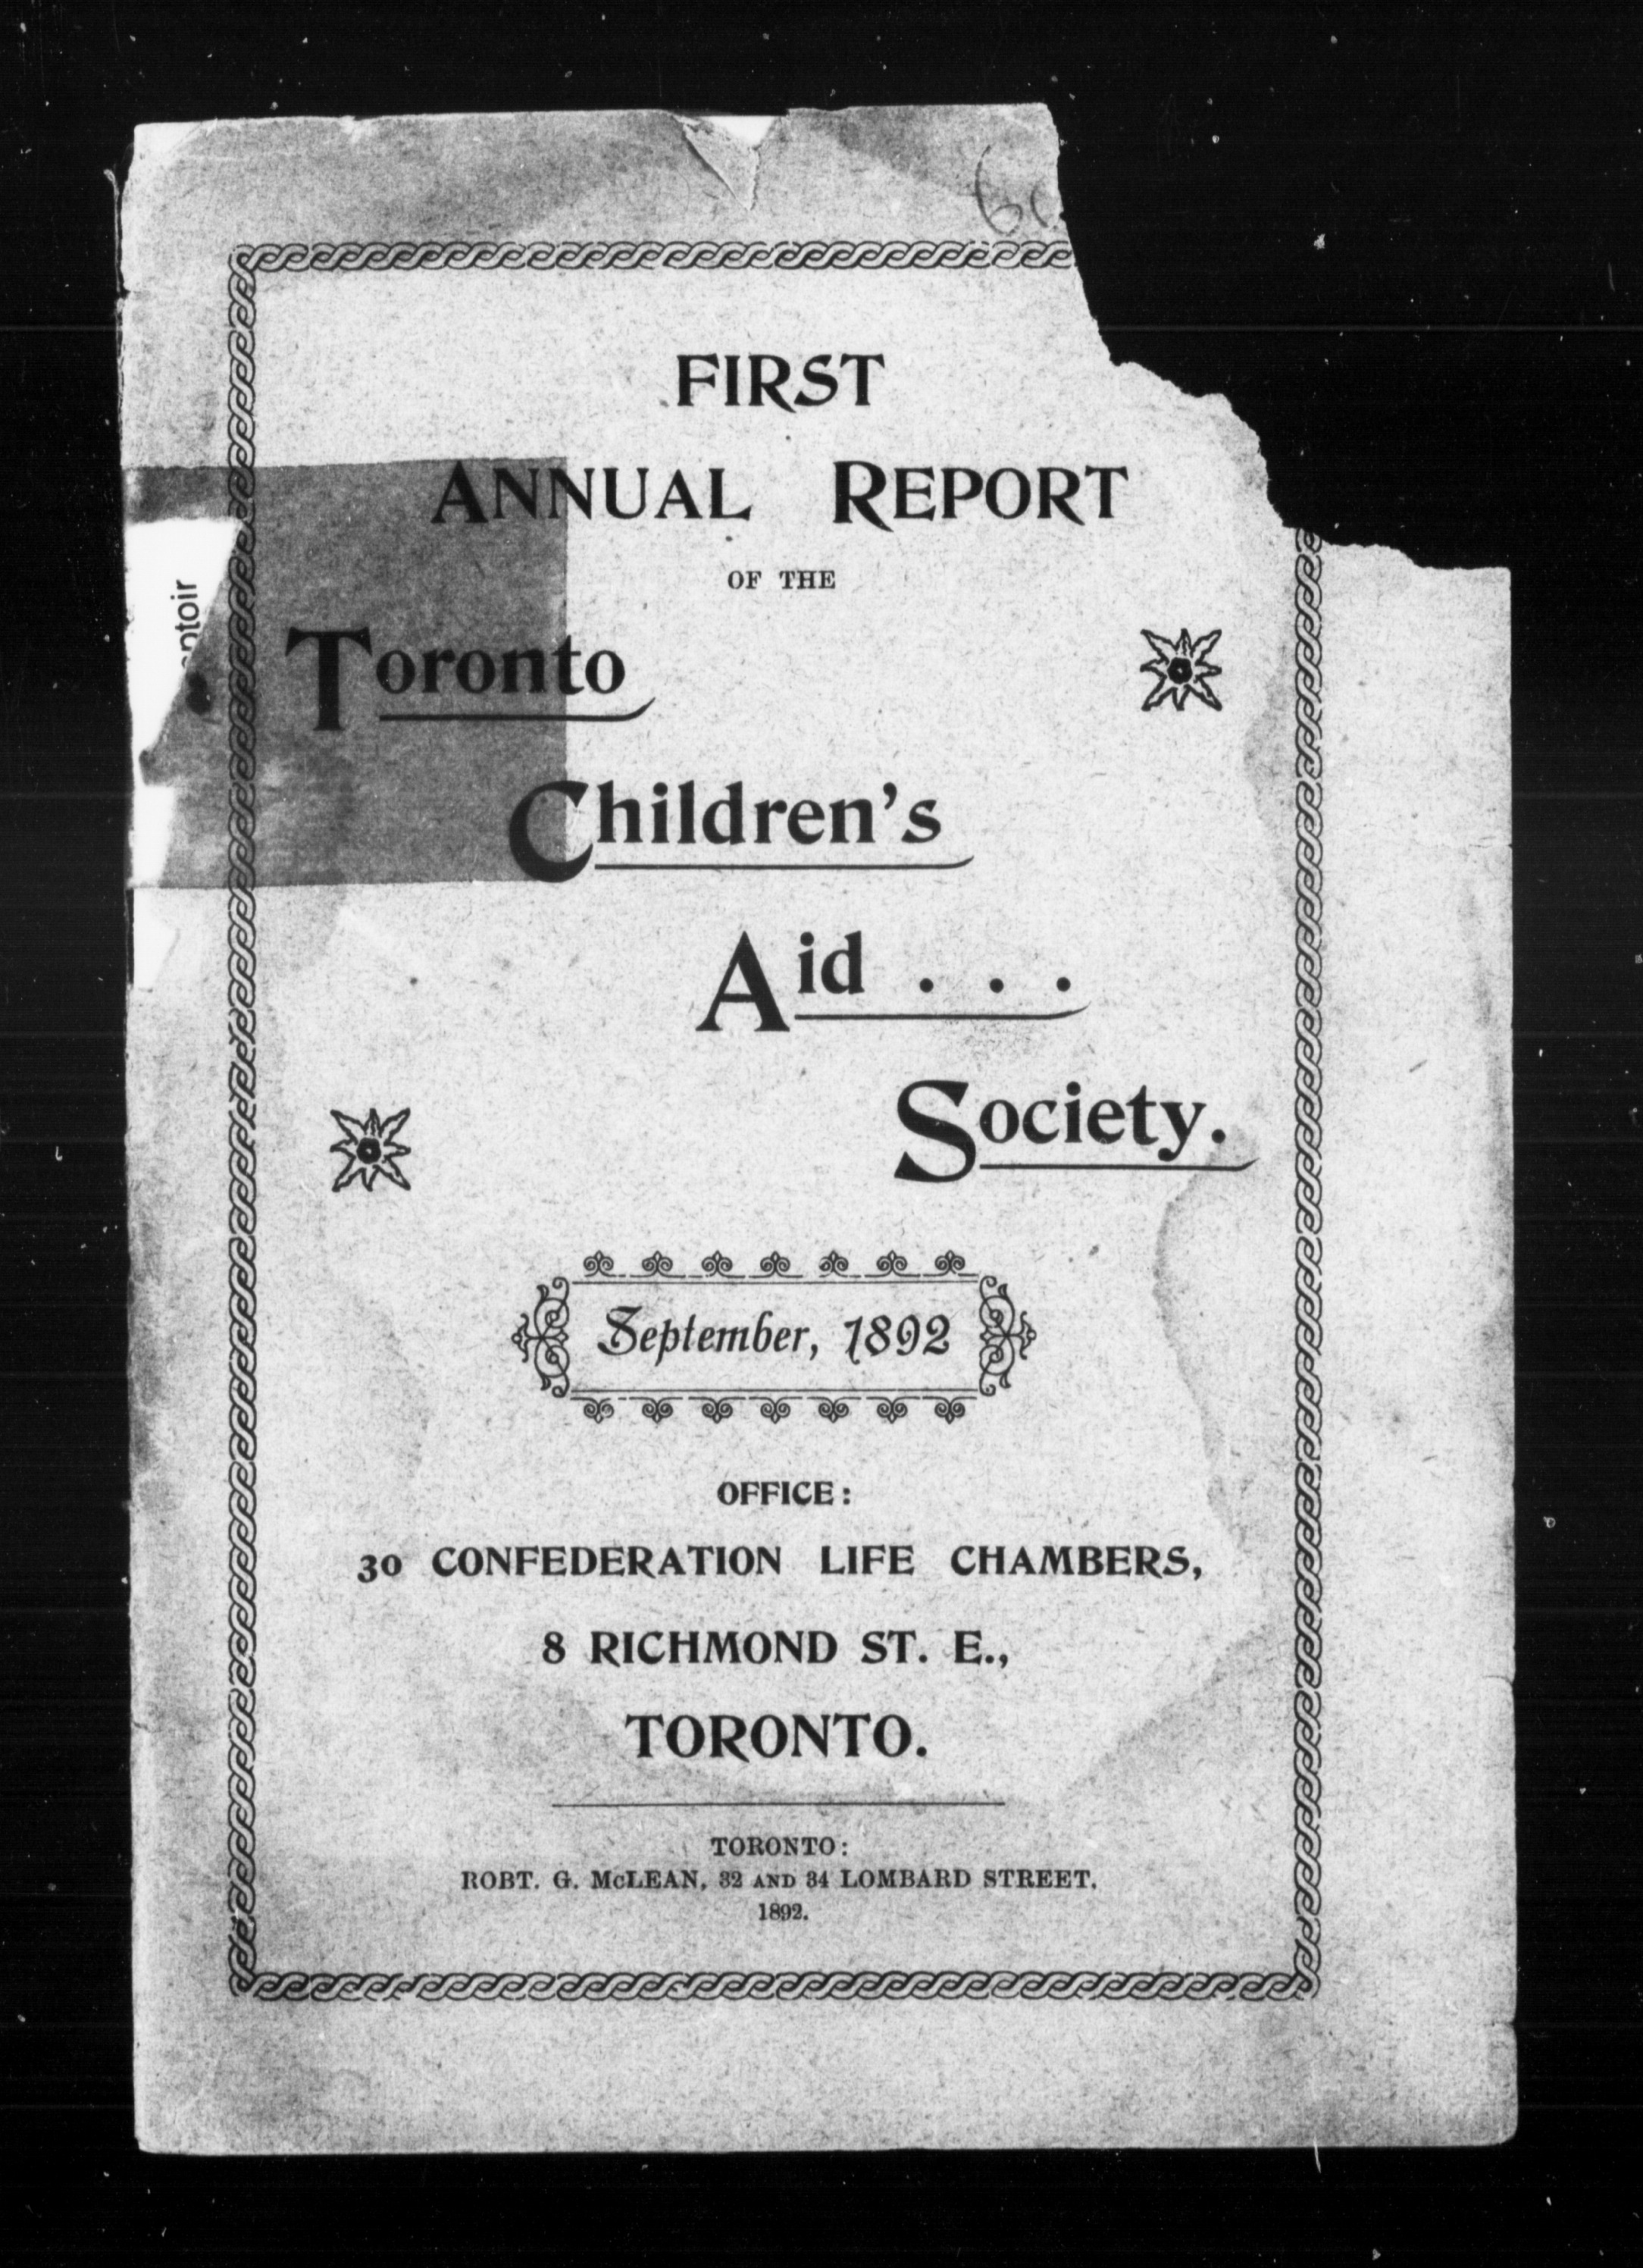 FIRST
ANNUAL REPORT
OF THE
Toronto
Children's
Aid . . .
Society.
September, 1892
OFFICE:
30 CONFEDERATION LIFE CHAMBERS,
8 RICHMOND ST. E.,
TORONTO.
TORONTO:
ROBT. G. McLEAN, 32 AND 34 LOMBARD STREET.
1892.